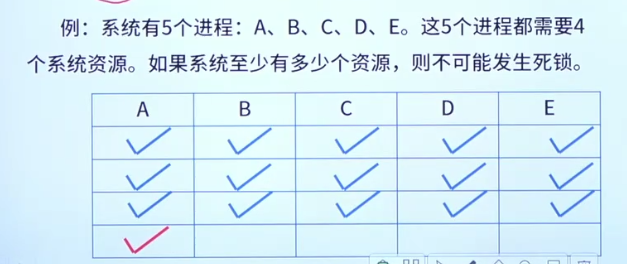 例：系统有5个进程：A、B、C、D、E。这5个进程都需要4
个系统资源。如果系统至少有多少个资源，则不可能发生死锁。
A B C D E